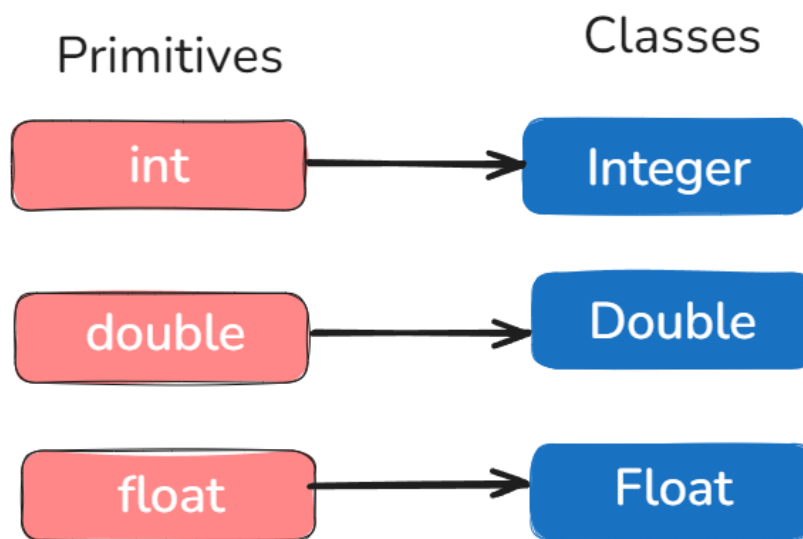 Primitives
Classes
int
Integer
double
Double
float
Float